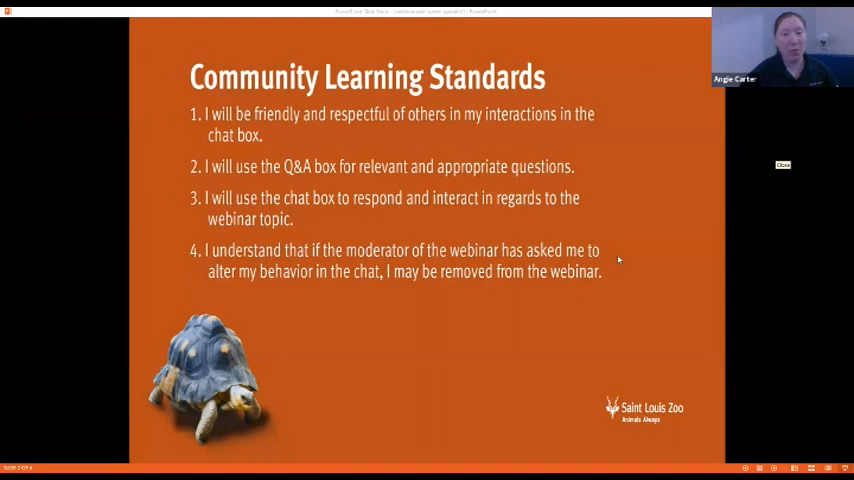 Community Learning Standards
1. I will be friendly and respectful of others in my interactions in the
chat box.
2. I will use the Q&A box for relevant and appropriate questions.
3. I will use the chat box to respond and interact in regards to the
webinar topic.
4. I understand that if the moderator of the webinar has asked me to
alter my behavior in the chat, I may be removed from the webinar.
Angie Carter
Close
Saint Louis Zoo
Animals Always
SLIDE 2 OF 4